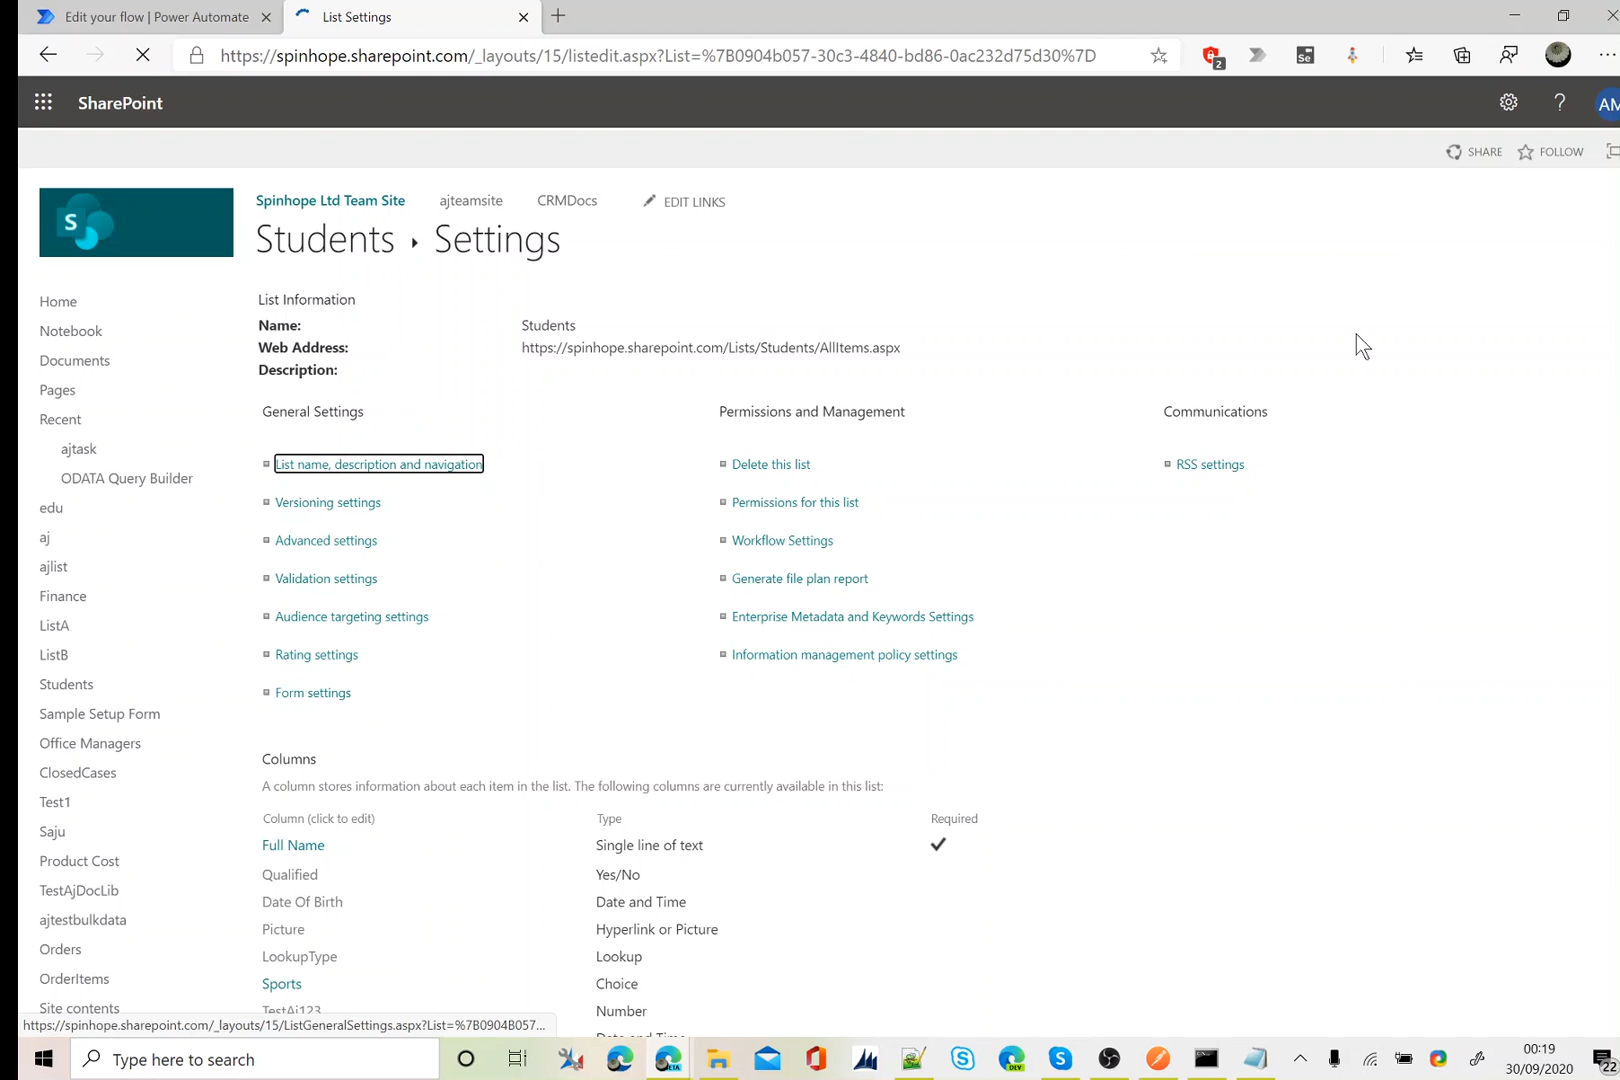 Edit your flow | Power Automate
List Settings
https://spinhope.sharepoint.com/_layouts/15/listedit.aspx?List=%7B0904b057-30c3-4840-bd86-0ac232d75d30%7D
2
Se
SharePoint
?
AM
SHARE
FOLLOW
S
Spinhope Ltd Team Site
ajteamsite
CRMDocs
EDIT LINKS
Students ▸ Settings
Home
Notebook
Documents
Pages
Recent
ajtask
ODATA Query Builder
edu
aj
ajlist
Finance
ListA
ListB
Students
Sample Setup Form
Office Managers
ClosedCases
Test1
Saju
Product Cost
TestAjDocLib
ajtestbulkdata
Orders
OrderItems
Site contents
List Information
Name: Students
Web Address: https://spinhope.sharepoint.com/Lists/Students/AllItems.aspx
Description:
General Settings
List name, description and navigation
Versioning settings
Advanced settings
Validation settings
Audience targeting settings
Rating settings
Form settings
Permissions and Management
Delete this list
Permissions for this list
Workflow Settings
Generate file plan report
Enterprise Metadata and Keywords Settings
Information management policy settings
Communications
RSS settings
Columns
A column stores information about each item in the list. The following columns are currently available in this list:
Column (click to edit) Type Required
Full Name Single line of text
Qualified Yes/No
Date Of Birth Date and Time
Picture Hyperlink or Picture
LookupType Lookup
Sports Choice
TestAj123 Number
Date and Time
https://spinhope.sharepoint.com/_layouts/15/ListGeneralSettings.aspx?List=%7B0904B057...
Type here to search
BETA
DEV
00:19
30/09/2020
22